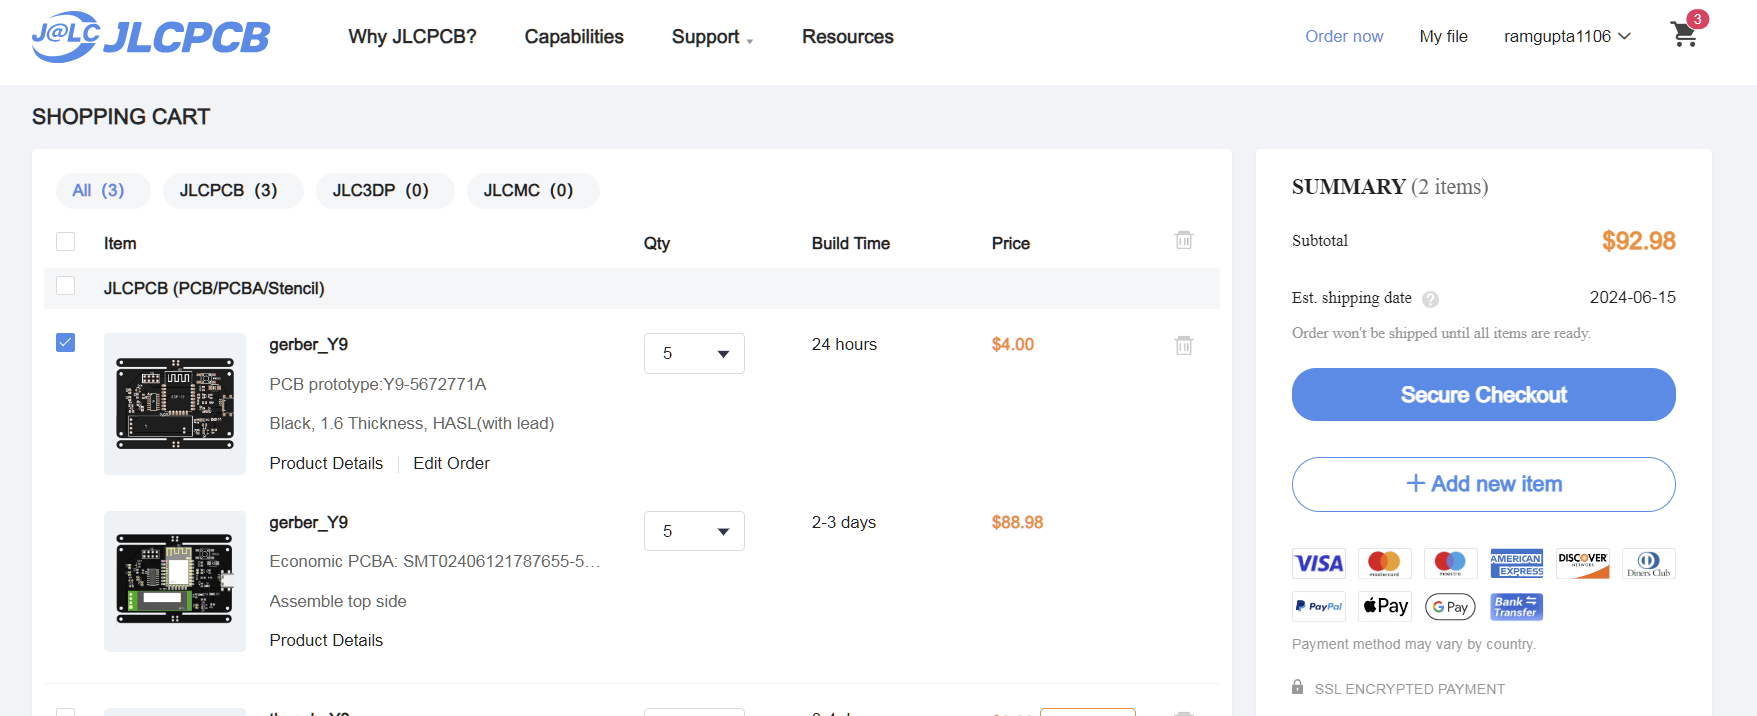 J@LC JLCPCB
Why JLCPCB?
Capabilities
Support
Resources
Order now
My file
ramgupta1106
3
SHOPPING CART
All (3)
JLCPCB (3)
JLC3DP (0)
JLCMC (0)
Item
Qty
Build Time
Price
JLCPCB (PCB/PCBA/Stencil)
gerber_Y9
5
24 hours
$4.00
PCB prototype:Y9-5672771A
Black, 1.6 Thickness, HASL(with lead)
Product Details
Edit Order
gerber_Y9
5
2-3 days
$88.98
Economic PCBA: SMT02406121787655-5...
Assemble top side
Product Details
SUMMARY (2 items)
Subtotal
$92.98
Est. shipping date ?
2024-06-15
Order won't be shipped until all items are ready.
Secure Checkout
+ Add new item
VISA
mastercard
maestro
AMERICAN EXPRESS
DISCOVER NETWORK
Diners Club
PayPal
Pay
G Pay
Bank Transfer
Payment method may vary by country.
SSL ENCRYPTED PAYMENT